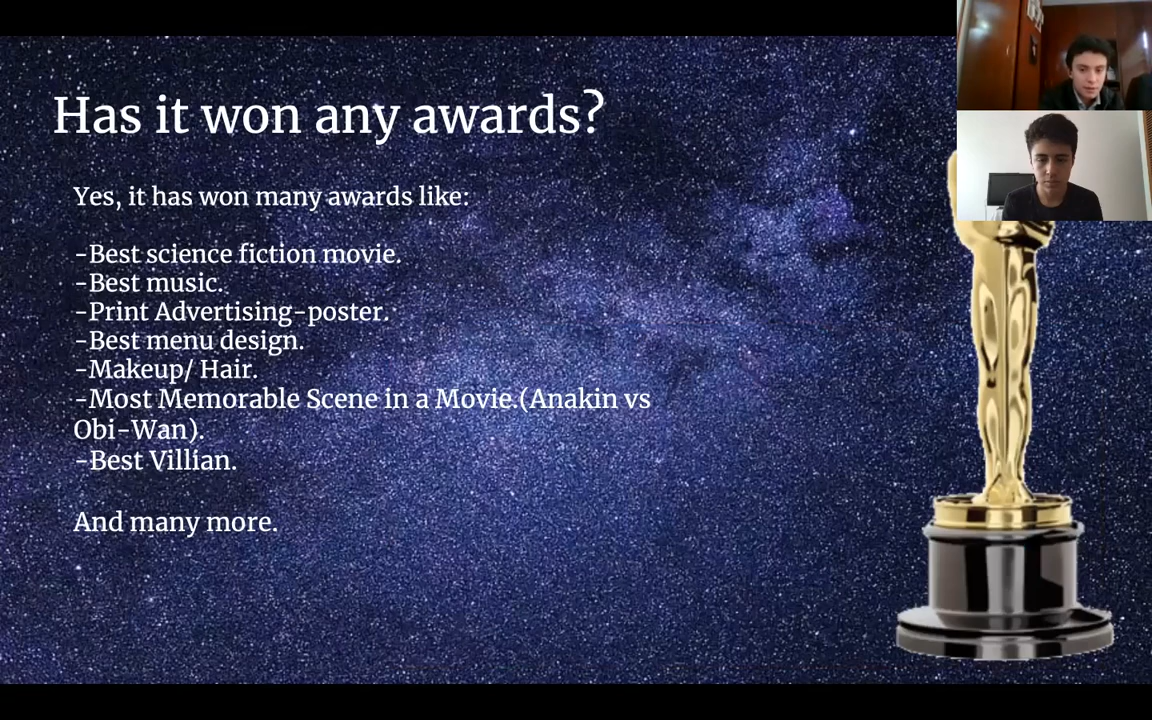 Has it won any awards?
Yes, it has won many awards like:
-Best science fiction movie.
-Best music.
-Print Advertising-poster.
-Best menu design.
-Makeup/ Hair.
-Most Memorable Scene in a Movie.(Anakin vs
Obi-Wan).
-Best Villian.
And many more.